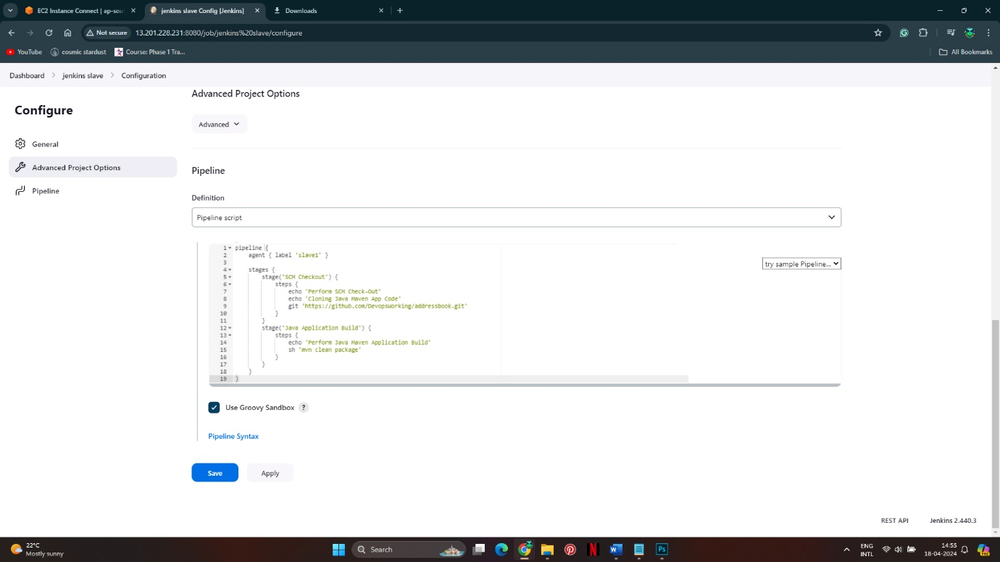 EC2 Instance Connect | ap-sou
jenkins slave Config [Jenkins]
Downloads
Not secure
13.201.228.231:8080/job/jenkins%20slave/configure
YouTube
cosmic stardust
Course: Phase 1 Tra...
All Bookmarks
Dashboard
jenkins slave
Configuration
Configure
General
Advanced Project Options
Pipeline
Advanced Project Options
Advanced
Pipeline
Definition
Pipeline script
1 pipeline {
2 agent { label 'slave1' }
3
4 stages {
5 stage('SCM Checkout') {
6 steps {
7 echo 'Perform SCM Check-Out'
8 echo 'Cloning Java Maven App Code'
9 git 'https://github.com/DevopsWorking/addressbook.git'
10 }
11 }
12 stage('Java Application Build') {
13 steps {
14 echo 'Perform Java Maven Application Build'
15 sh 'mvn clean package'
16 }
17 }
18 }
19 }
try sample Pipeline...
Use Groovy Sandbox ?
Pipeline Syntax
Save
Apply
REST API
Jenkins 2.440.3
22°C
Mostly sunny
Search
ENG
INTL
14:55
18-04-2024